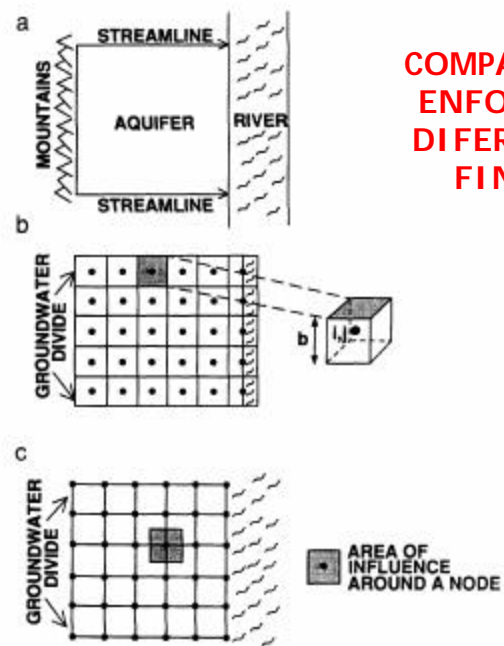 a
STREAMLINE
MOUNTAINS
AQUIFER
RIVER
STREAMLINE
COMPA
ENFO
DIFER
FIN
b
GROUNDWATER
DIVIDE
b
i,j
c
GROUNDWATER
DIVIDE
AREA OF
INFLUENCE
AROUND A NODE